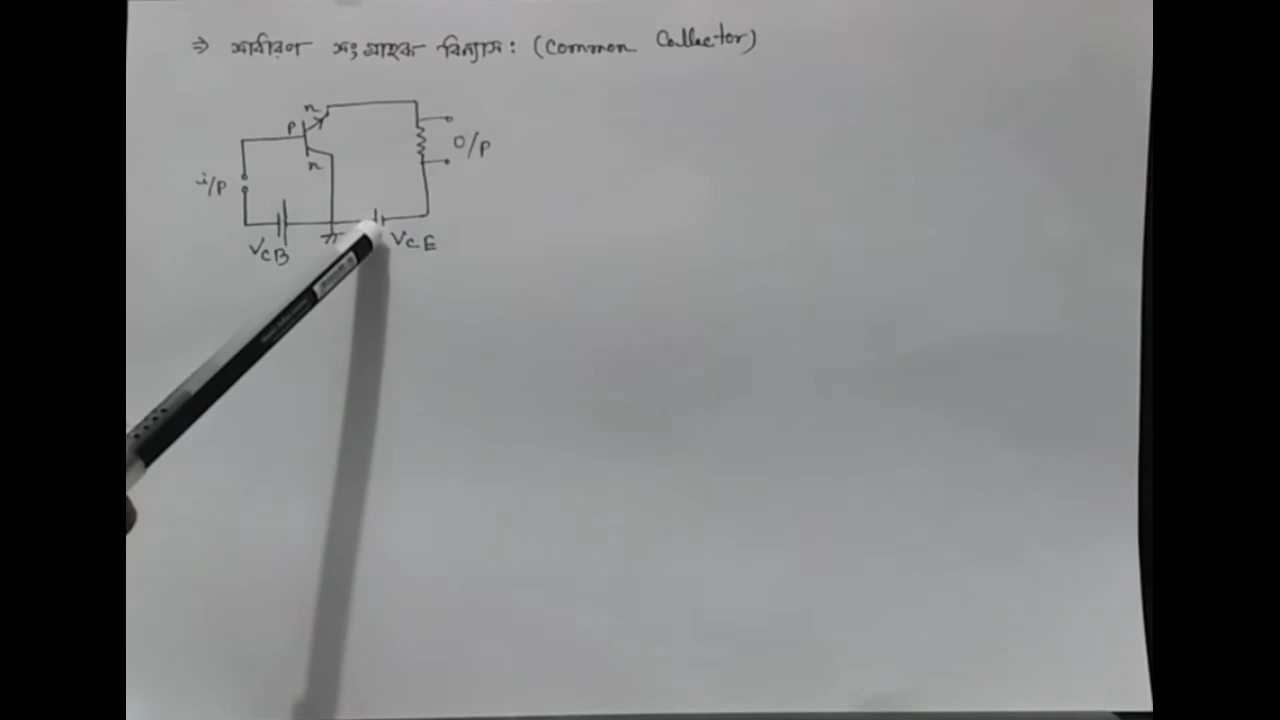 ⇒ সাধারণ সংগ্রাহক বিন্যাস: (Common Collector)
n
P
n
O/P
i/P
VCB
VCE